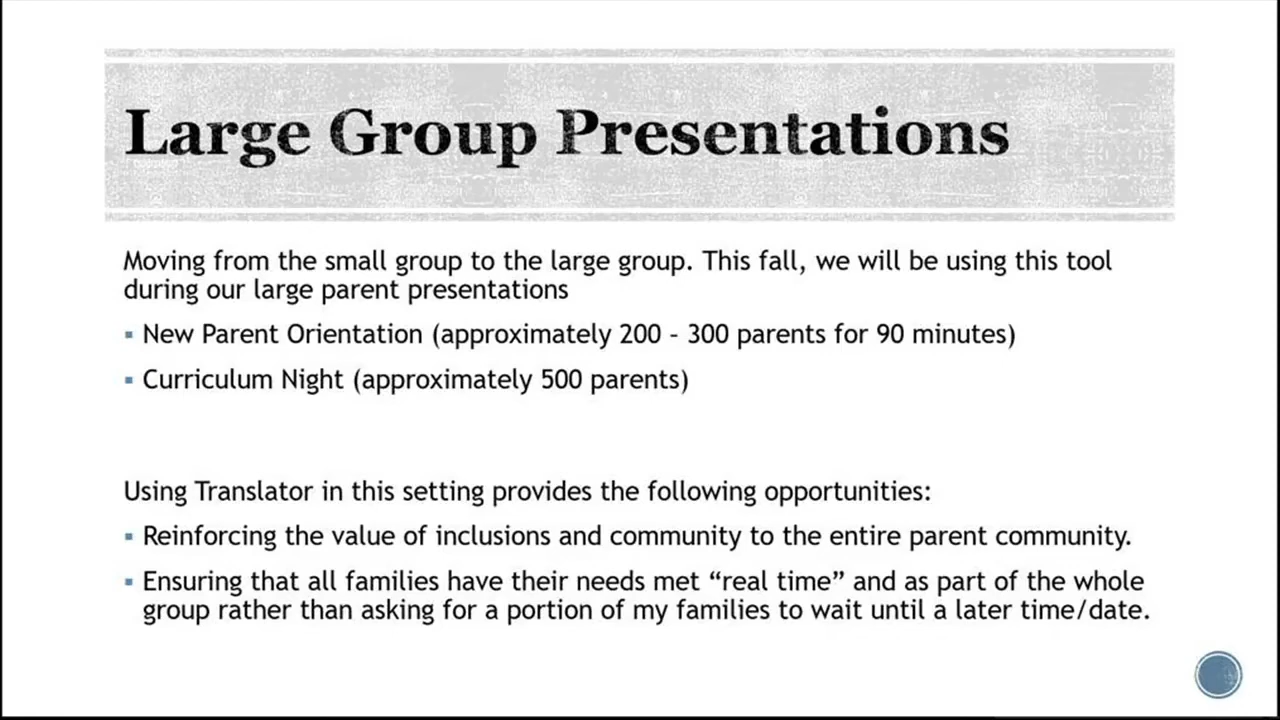 Large Group Presentations
Moving from the small group to the large group. This fall, we will be using this tool
during our large parent presentations
▪ New Parent Orientation (approximately 200 – 300 parents for 90 minutes)
▪ Curriculum Night (approximately 500 parents)
Using Translator in this setting provides the following opportunities:
▪ Reinforcing the value of inclusions and community to the entire parent community.
▪ Ensuring that all families have their needs met “real time” and as part of the whole
group rather than asking for a portion of my families to wait until a later time/date.